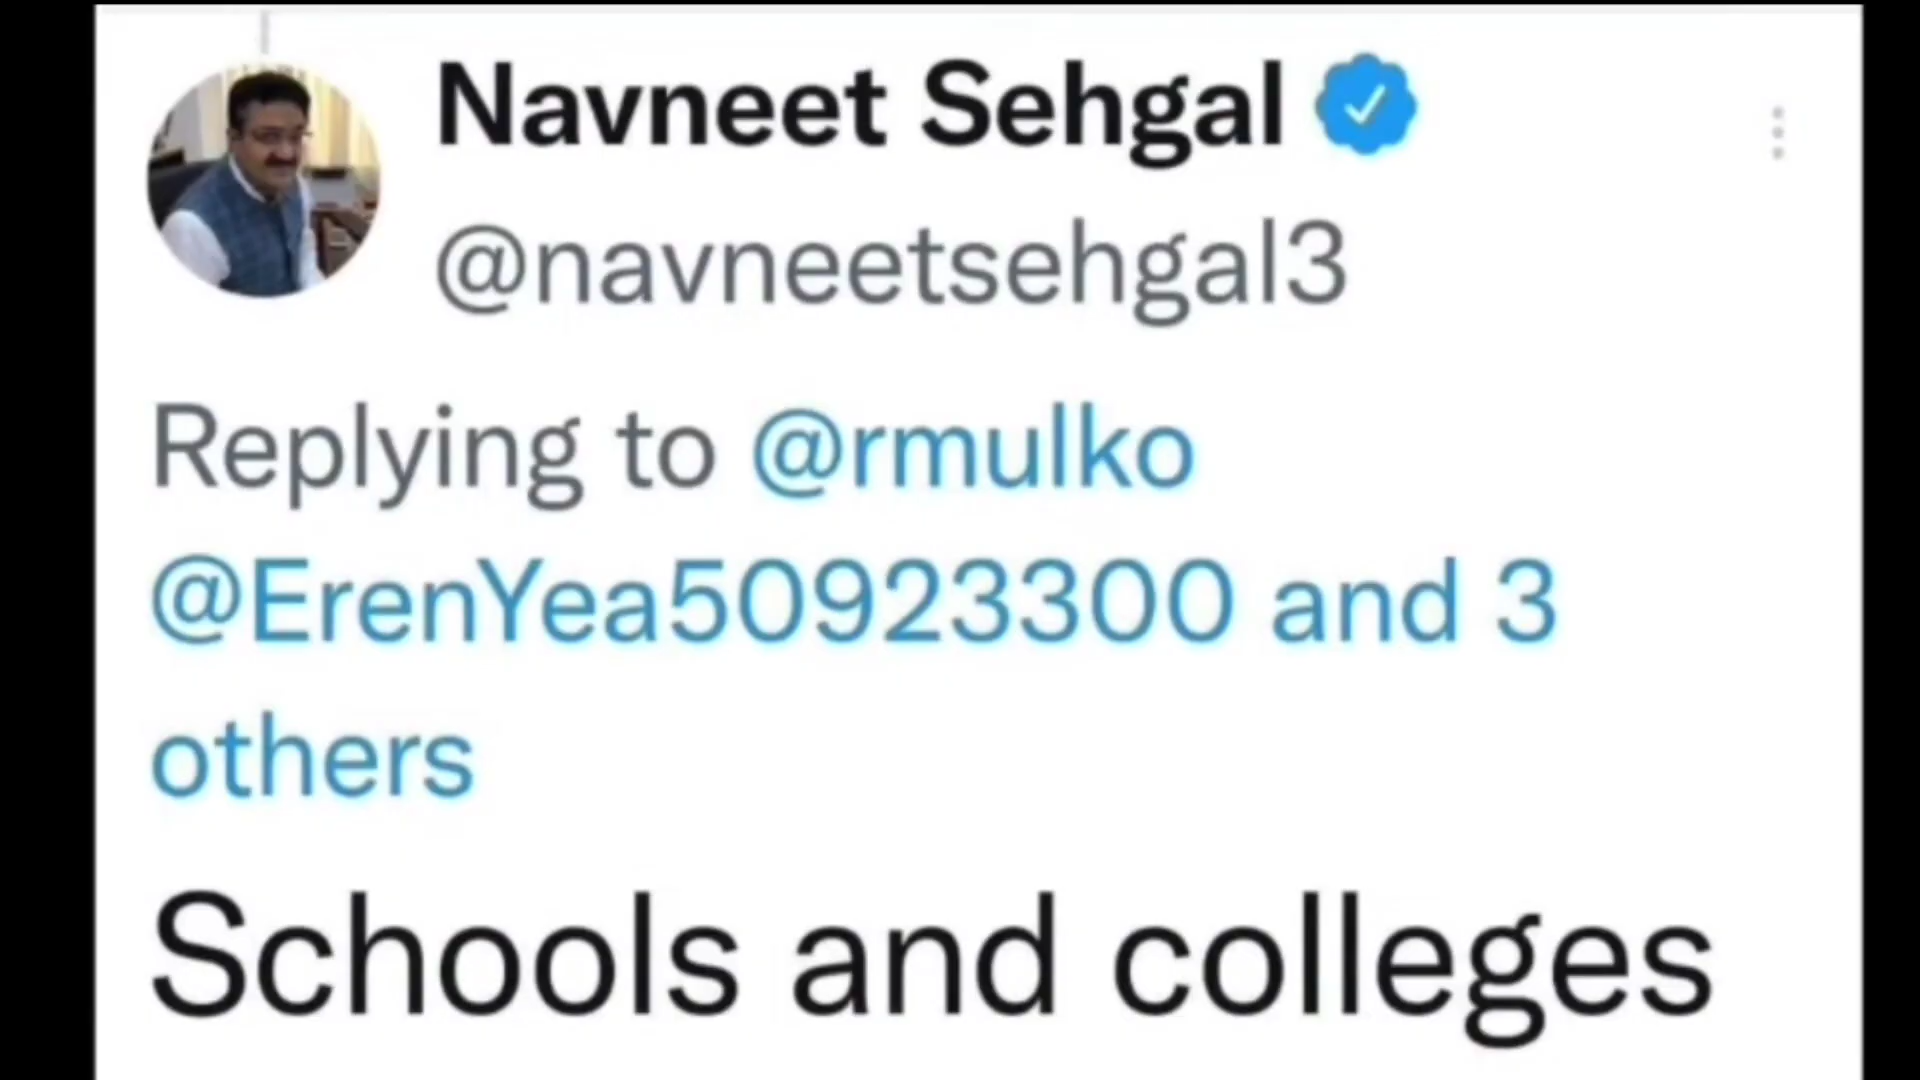 Navneet Sehgal
@navneetsehgal3
Replying to @rmulko
@ErenYea50923300 and 3
others
Schools and colleges